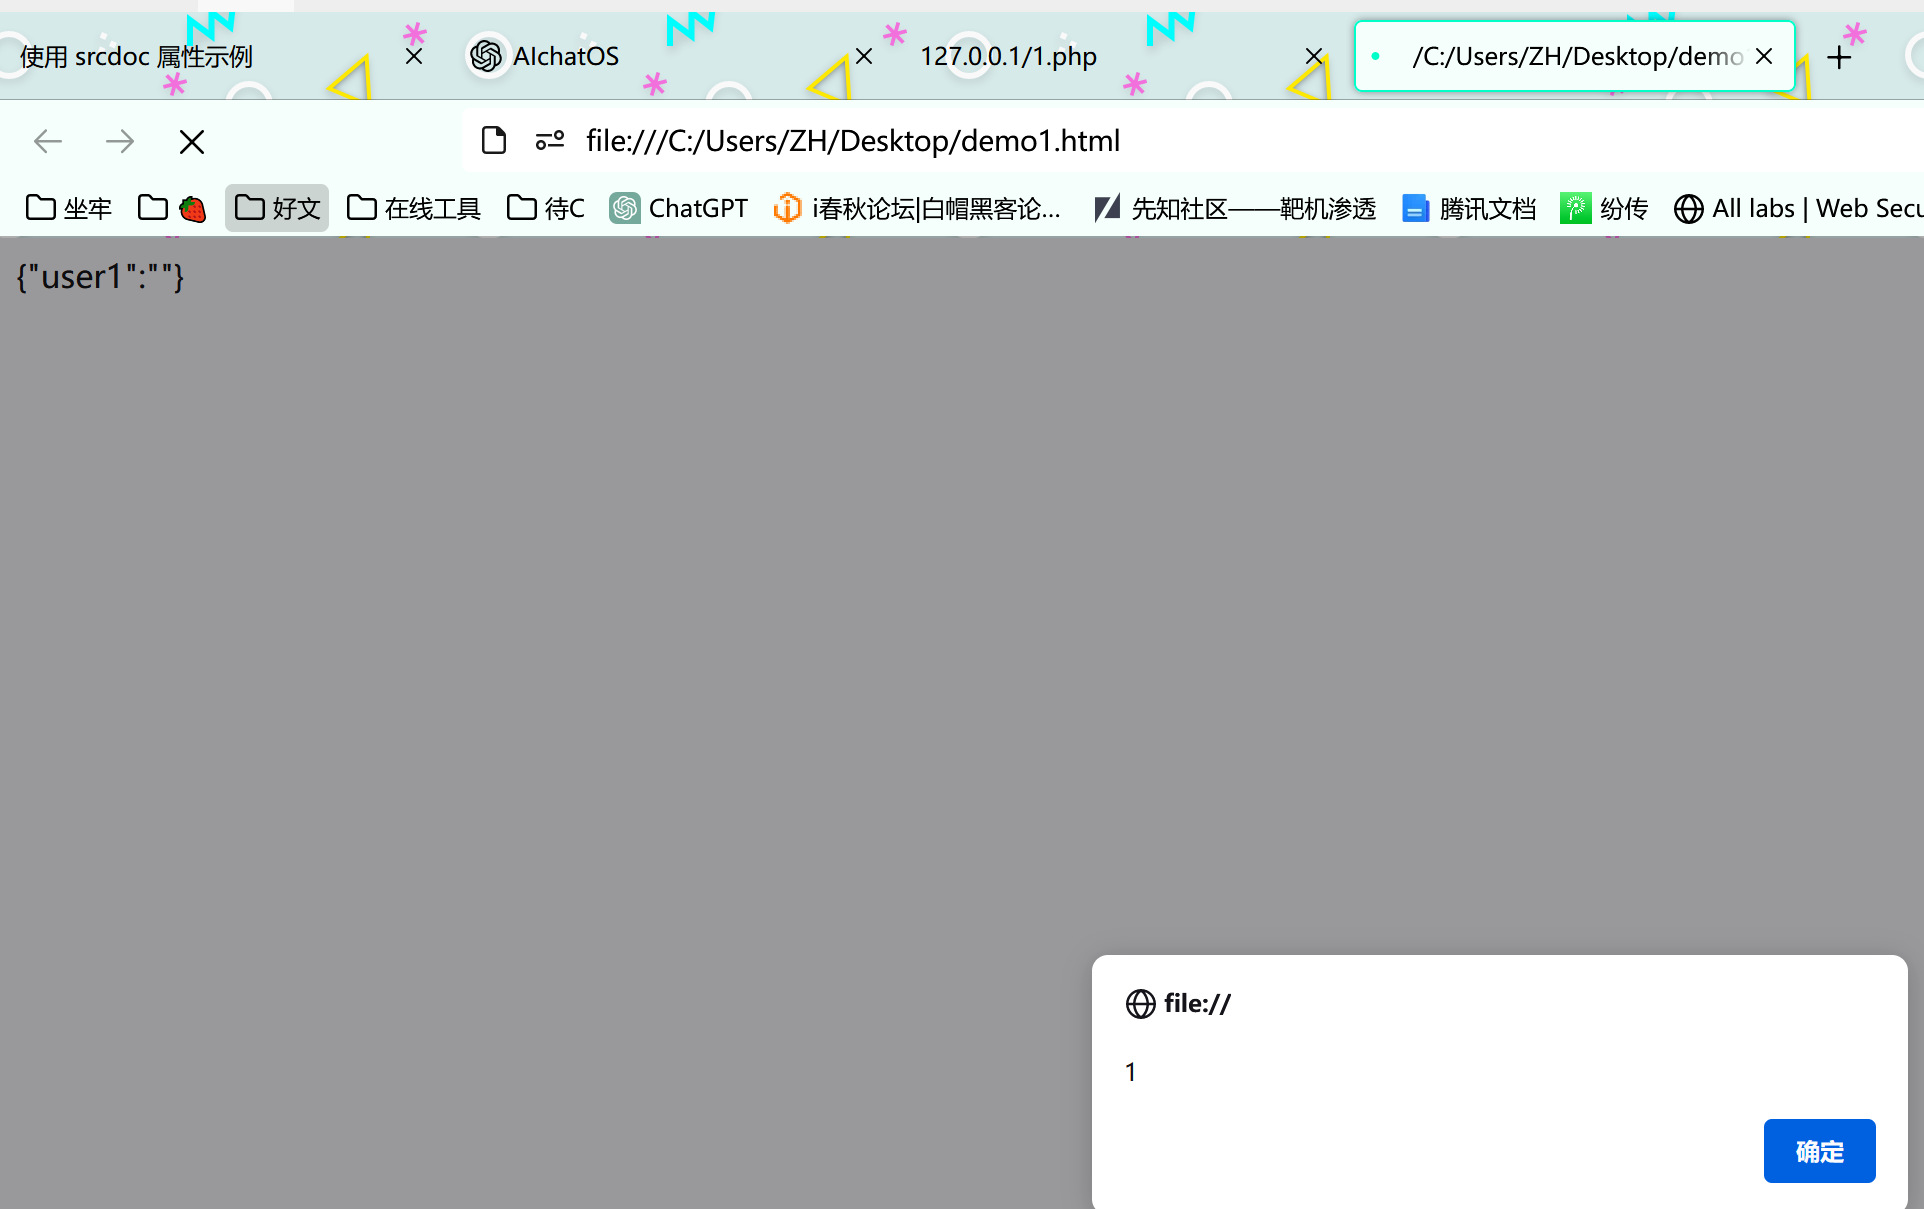 使用 srcdoc 属性示例
AIchatOS
127.0.0.1/1.php
/C:/Users/ZH/Desktop/demo
file:///C:/Users/ZH/Desktop/demo1.html
坐牢 好文 在线工具 待C ChatGPT i春秋论坛|白帽黑客论... 先知社区——靶机渗透 腾讯文档 纷传 All labs | Web Secu
{"user1":""}
file://
1
确定